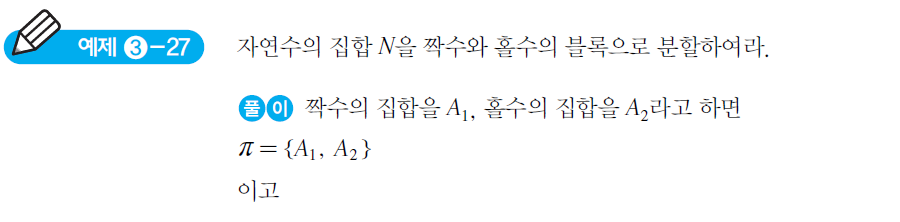 예제 3-27 자연수의 집합 N을 짝수와 홀수의 블록으로 분할하여라.
풀이 짝수의 집합을 A₁, 홀수의 집합을 A₂라고 하면
π = {A₁, A₂}
이고